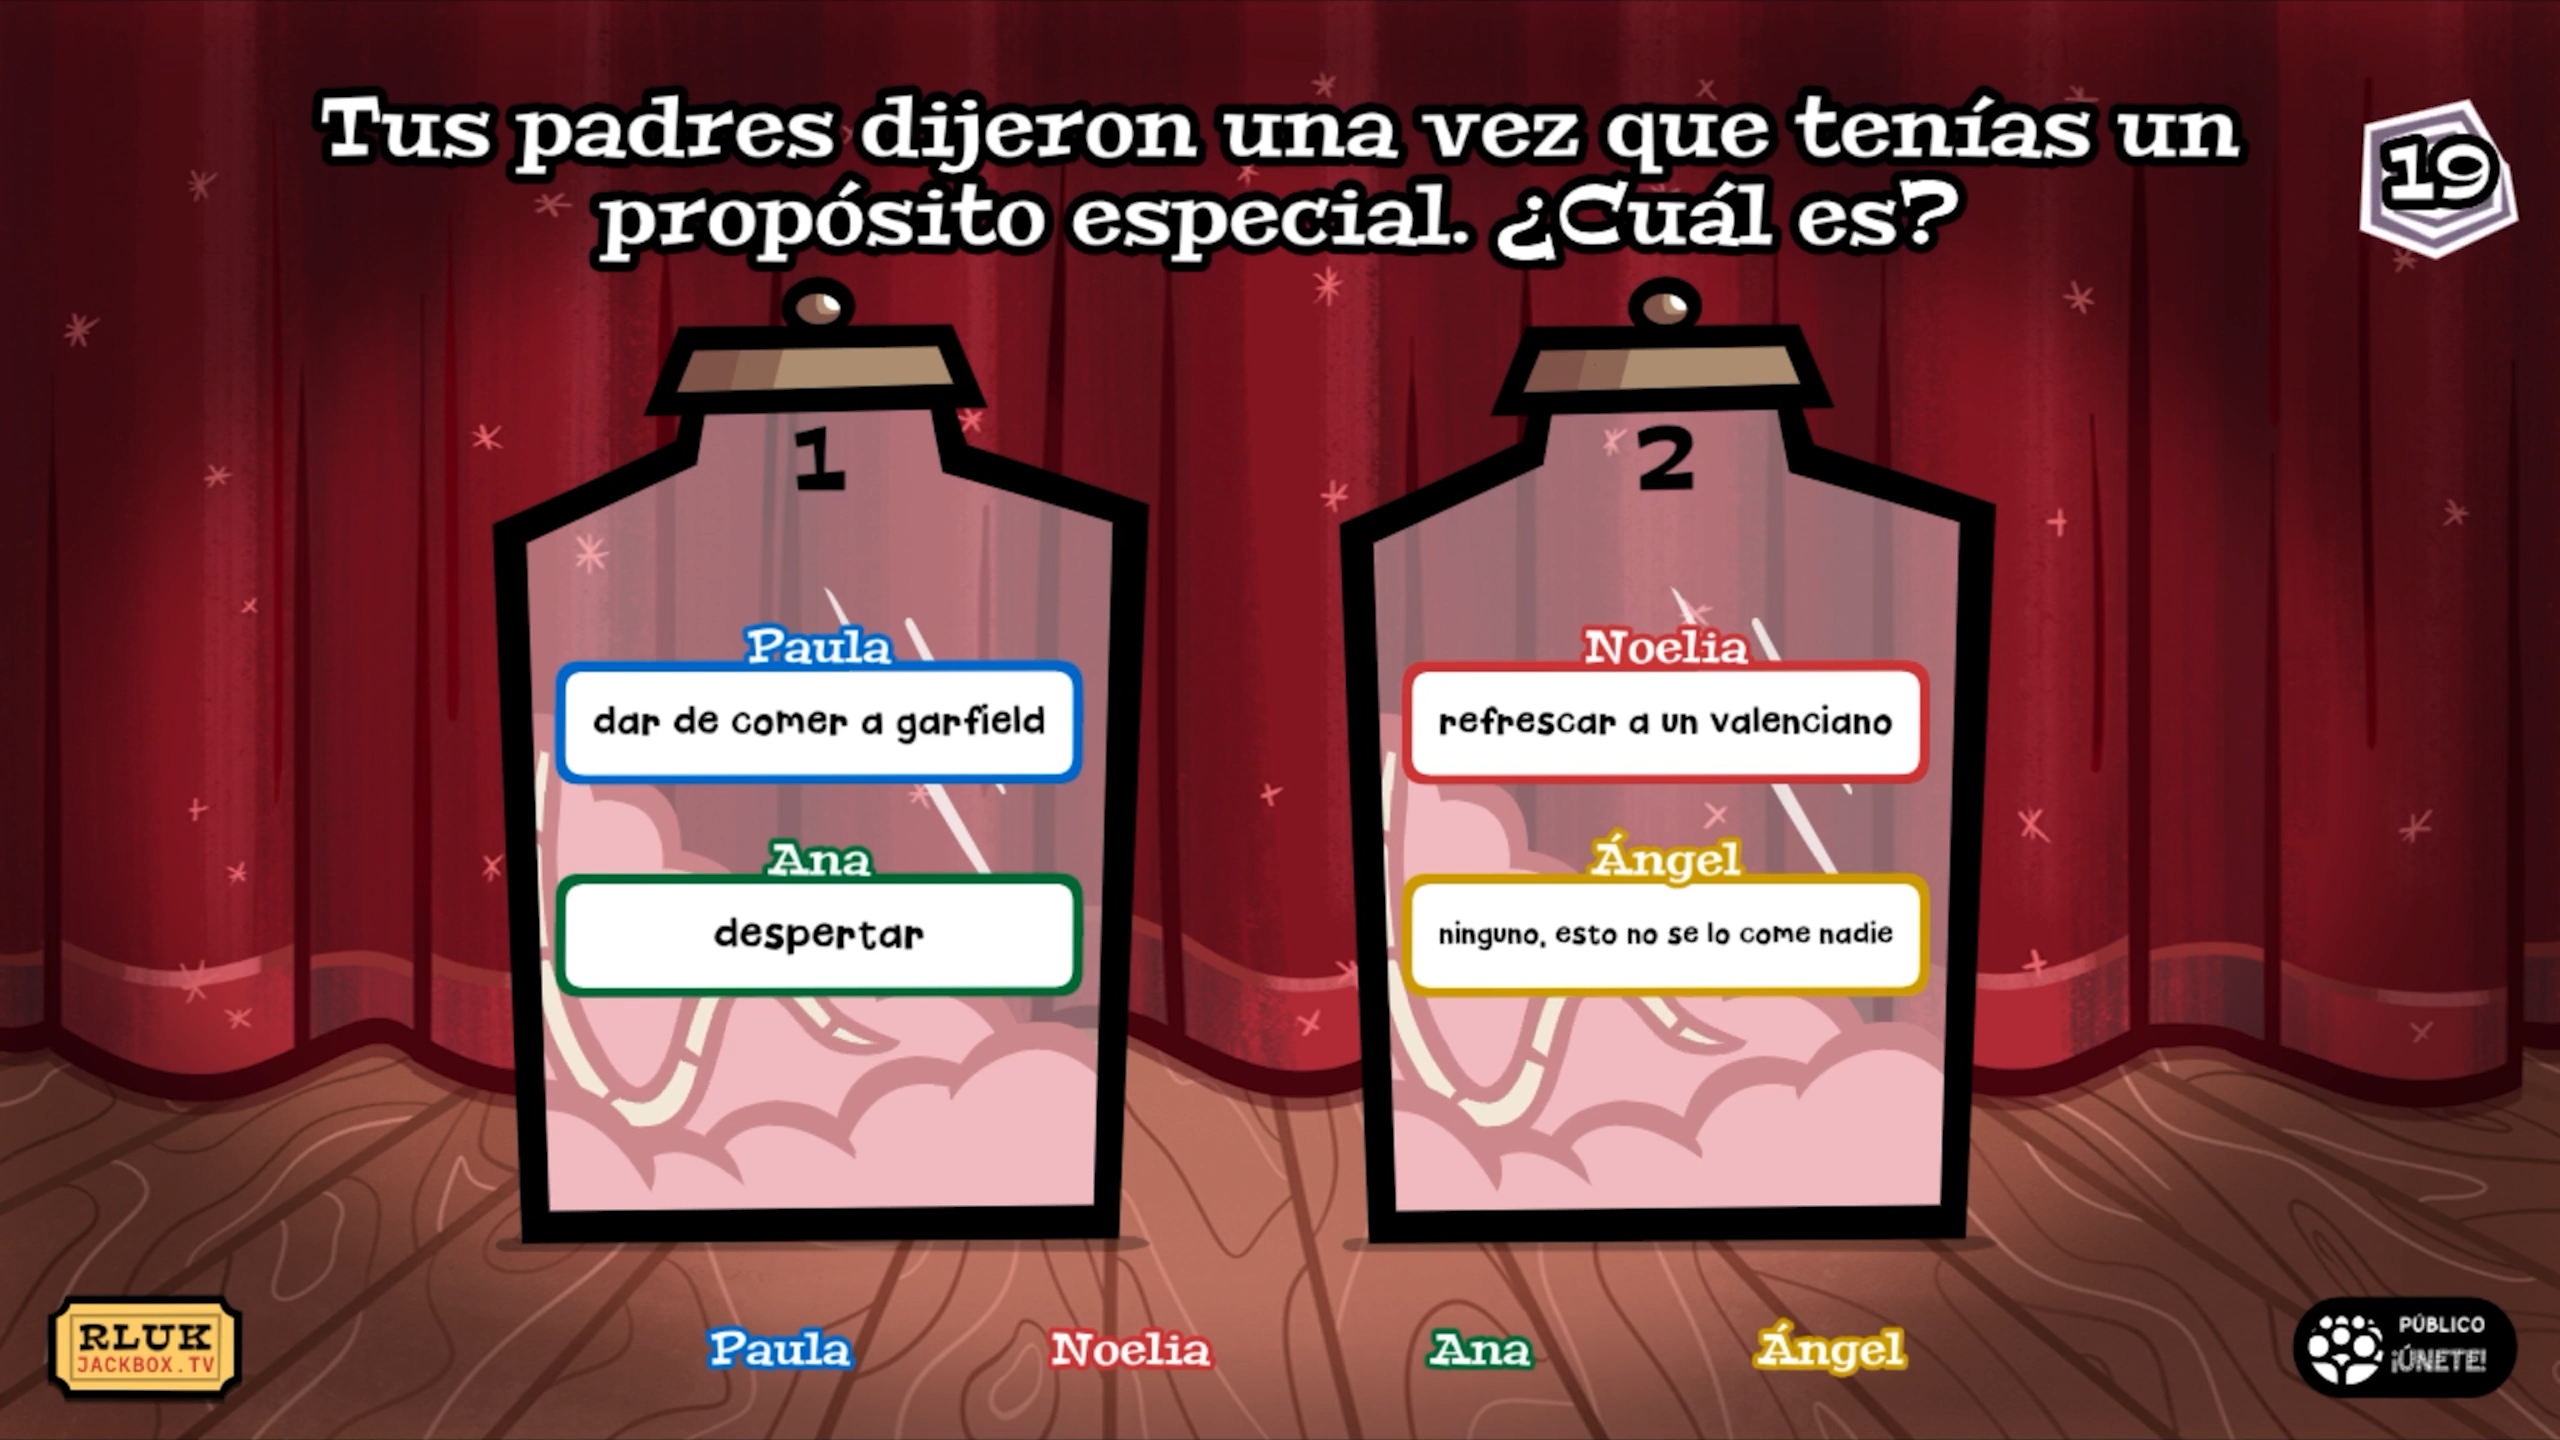 Tus padres dijeron una vez que tenías un
propósito especial. ¿Cuál es?
19
1
Paula
dar de comer a garfield
Ana
despertar
2
Noelia
refrescar a un valenciano
Ángel
ninguno, esto no se lo come nadie
RLUK
JACKBOX.TV
Paula
Noelia
Ana
Ángel
PÚBLICO
¡ÚNETE!